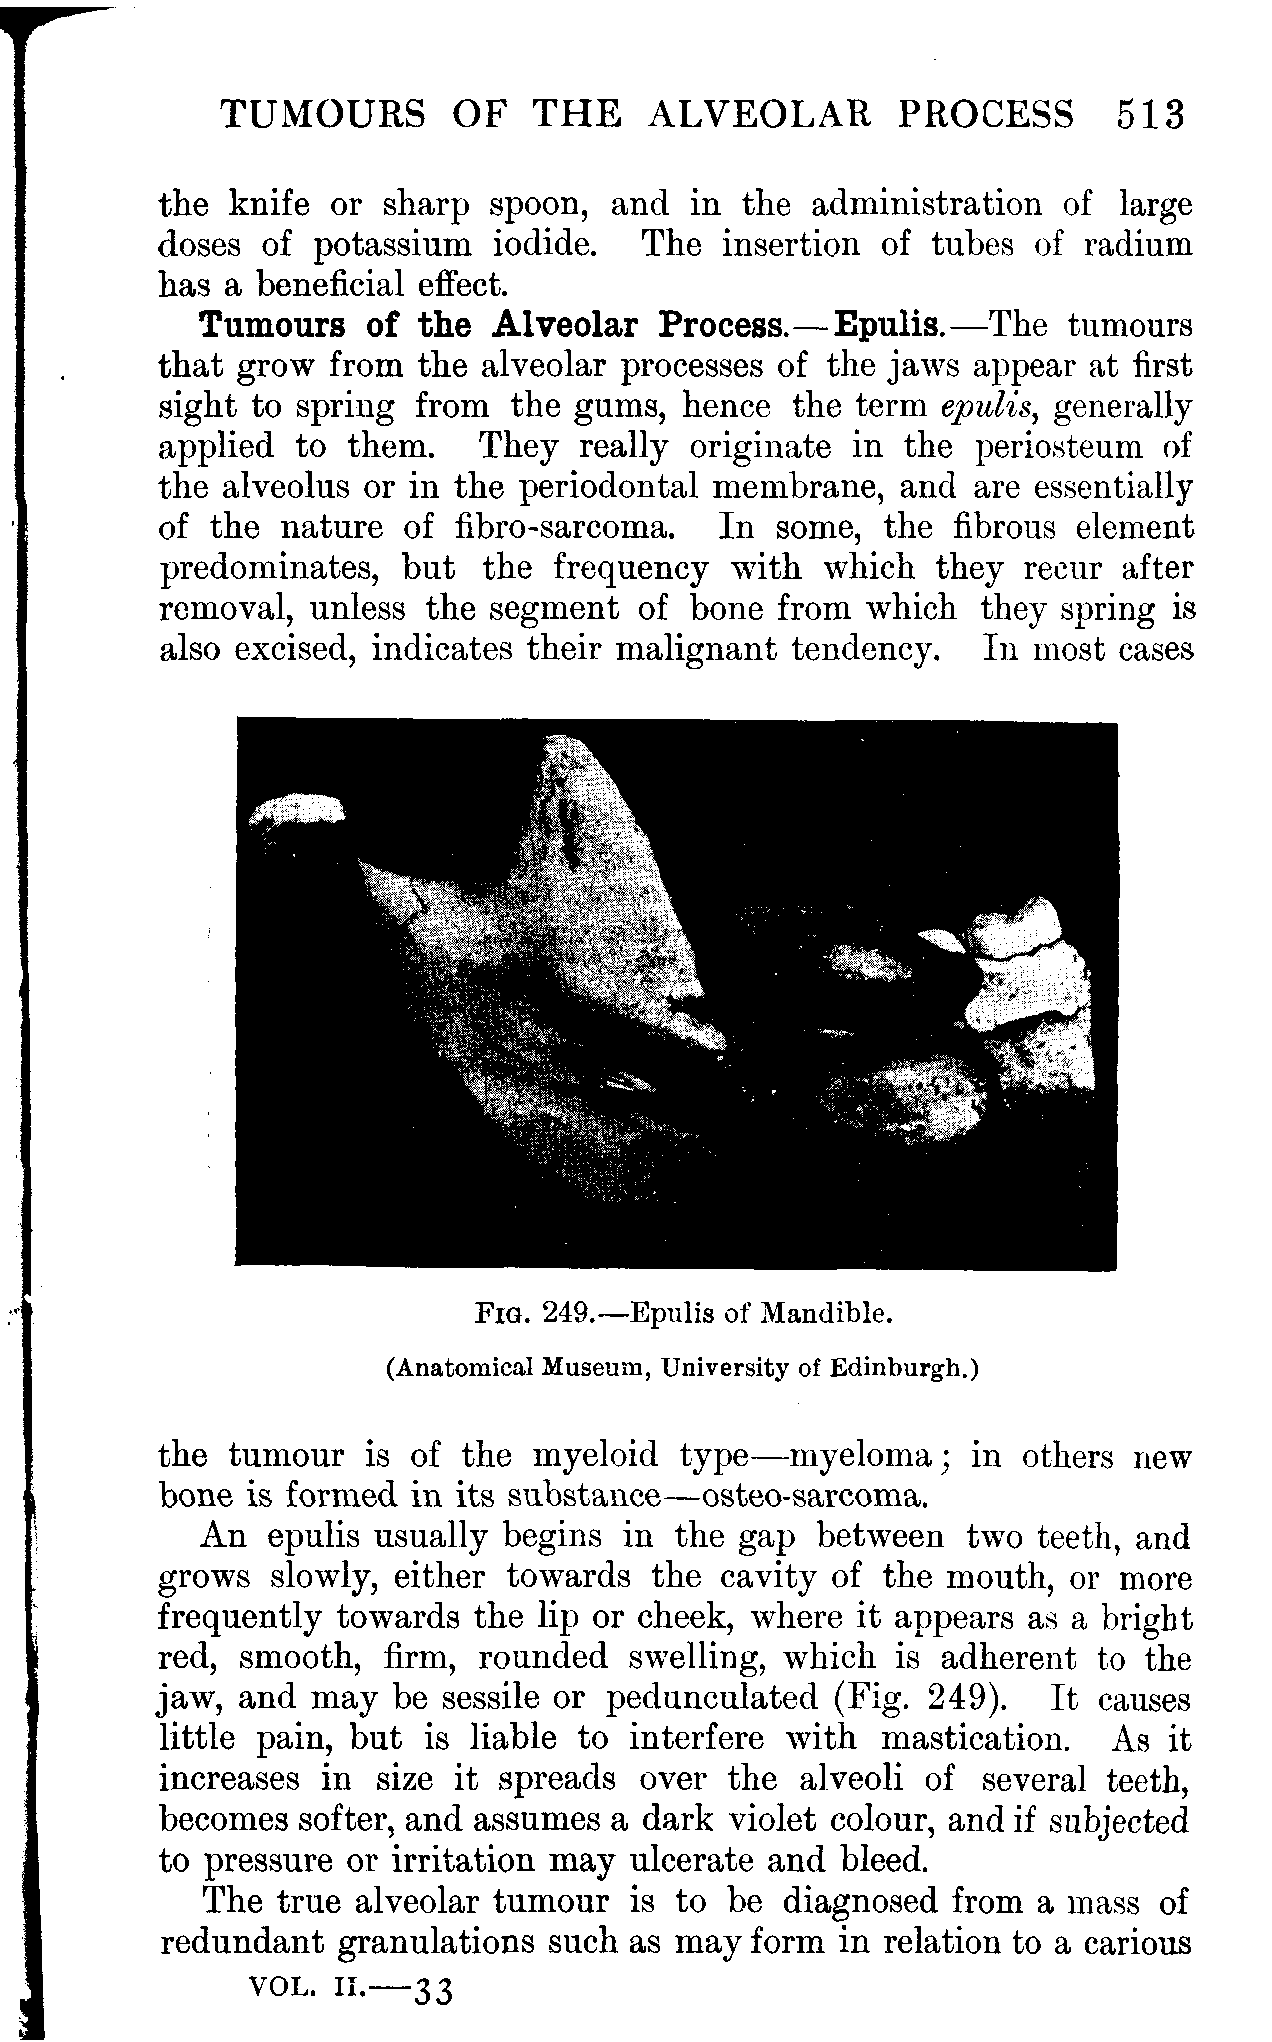 TUMOURS OF THE ALVEOLAR PROCESS 513
the knife or sharp spoon, and in the administration of large
doses of potassium iodide. The insertion of tubes of radium
has a beneficial effect.
Tumours of the Alveolar Process.—Epulis.—The tumours
that grow from the alveolar processes of the jaws appear at first
sight to spring from the gums, hence the term epulis, generally
applied to them. They really originate in the periosteum of
the alveolus or in the periodontal membrane, and are essentially
of the nature of fibro-sarcoma. In some, the fibrous element
predominates, but the frequency with which they recur after
removal, unless the segment of bone from which they spring is
also excised, indicates their malignant tendency. In most cases
FIG. 249.—Epulis of Mandible.
(Anatomical Museum, University of Edinburgh.)
the tumour is of the myeloid type—myeloma; in others new
bone is formed in its substance—osteo-sarcoma.
An epulis usually begins in the gap between two teeth, and
grows slowly, either towards the cavity of the mouth, or more
frequently towards the lip or cheek, where it appears as a bright
red, smooth, firm, rounded swelling, which is adherent to the
jaw, and may be sessile or pedunculated (Fig. 249). It causes
little pain, but is liable to interfere with mastication. As it
increases in size it spreads over the alveoli of several teeth,
becomes softer, and assumes a dark violet colour, and if subjected
to pressure or irritation may ulcerate and bleed.
The true alveolar tumour is to be diagnosed from a mass of
redundant granulations such as may form in relation to a carious
VOL. II.—33